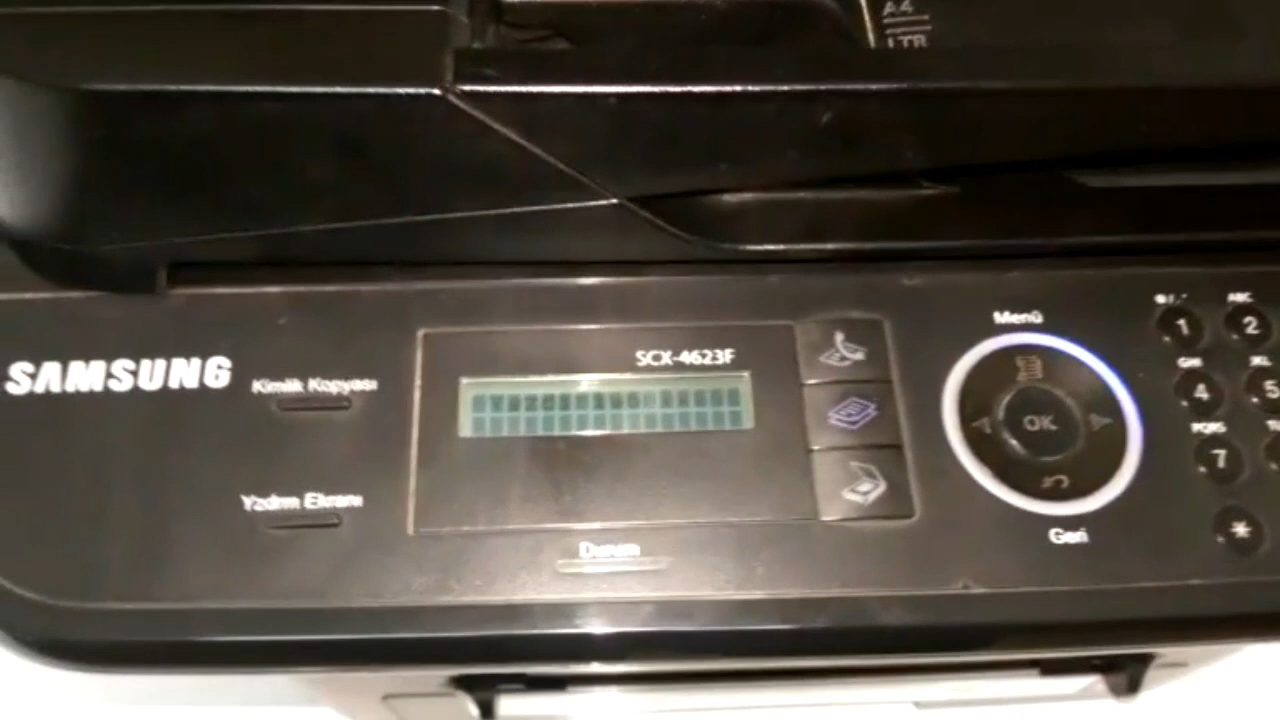 A4
LTR
SCX-4623F
SAMSUNG
Kimlik Kopyası
Yzdrm Ekranı
Durum
Menü
OK
Geri
ABC
1
2
GHI
JKL
4
5
PQRS
7
*